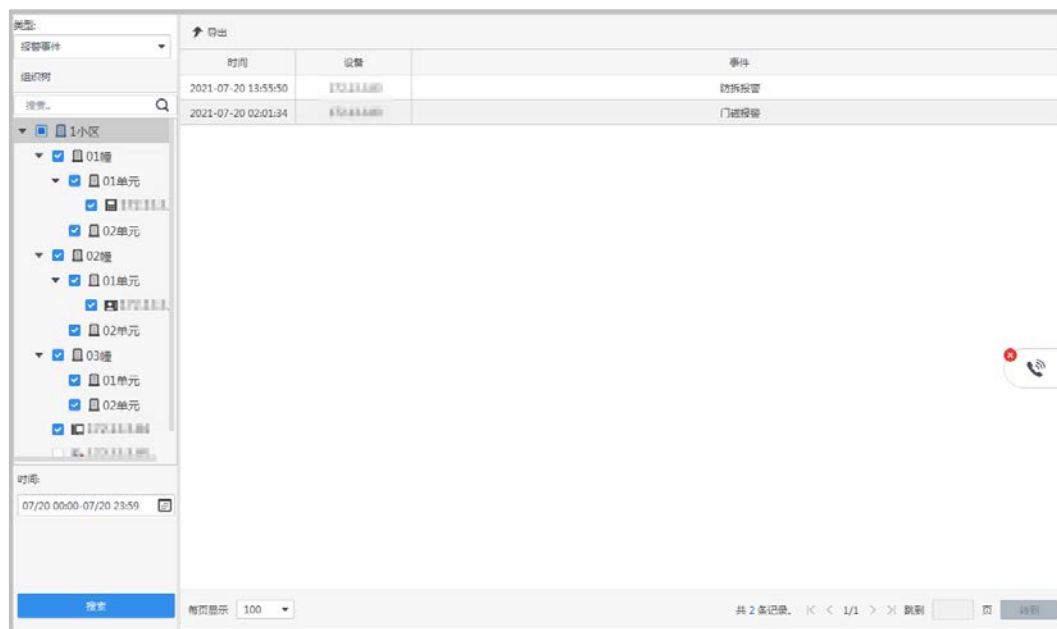 类型:
报警事件
组织树
搜索...
1小区
01幢
01单元
02单元
02幢
01单元
02单元
03幢
01单元
02单元
时间:
07/20 00:00-07/20 23:59
搜索
导出
时间 设备 事件
2021-07-20 13:55:50 防拆报警
2021-07-20 02:01:34 门磁报警
每页显示 100
共 2 条记录。 1/1 跳到 页 跳转